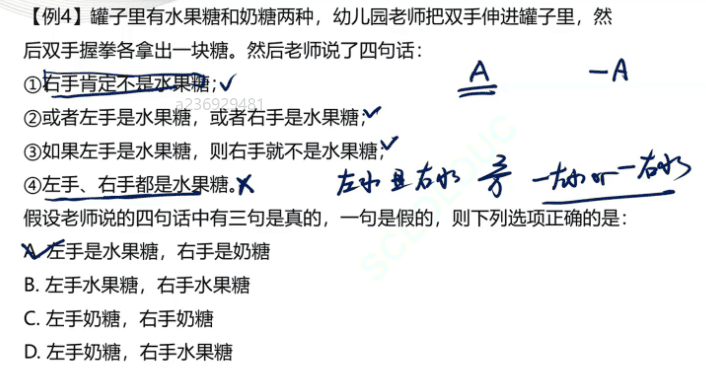 【例4】罐子里有水果糖和奶糖两种，幼儿园老师把双手伸进罐子里，然
后双手握拳各拿出一块糖。然后老师说了四句话：
①右手肯定不是水果糖；✓
A　－A
a236929481
②或者左手是水果糖，或者右手是水果糖；✓
③如果左手是水果糖，则右手就不是水果糖；✓
④左手、右手都是水果糖。✗
左水 且 右水　－左水 or －右水
假设老师说的四句话中有三句是真的，一句是假的，则下列选项正确的是：
A. 左手是水果糖，右手是奶糖
B. 左手水果糖，右手水果糖
C. 左手奶糖，右手奶糖
D. 左手奶糖，右手水果糖